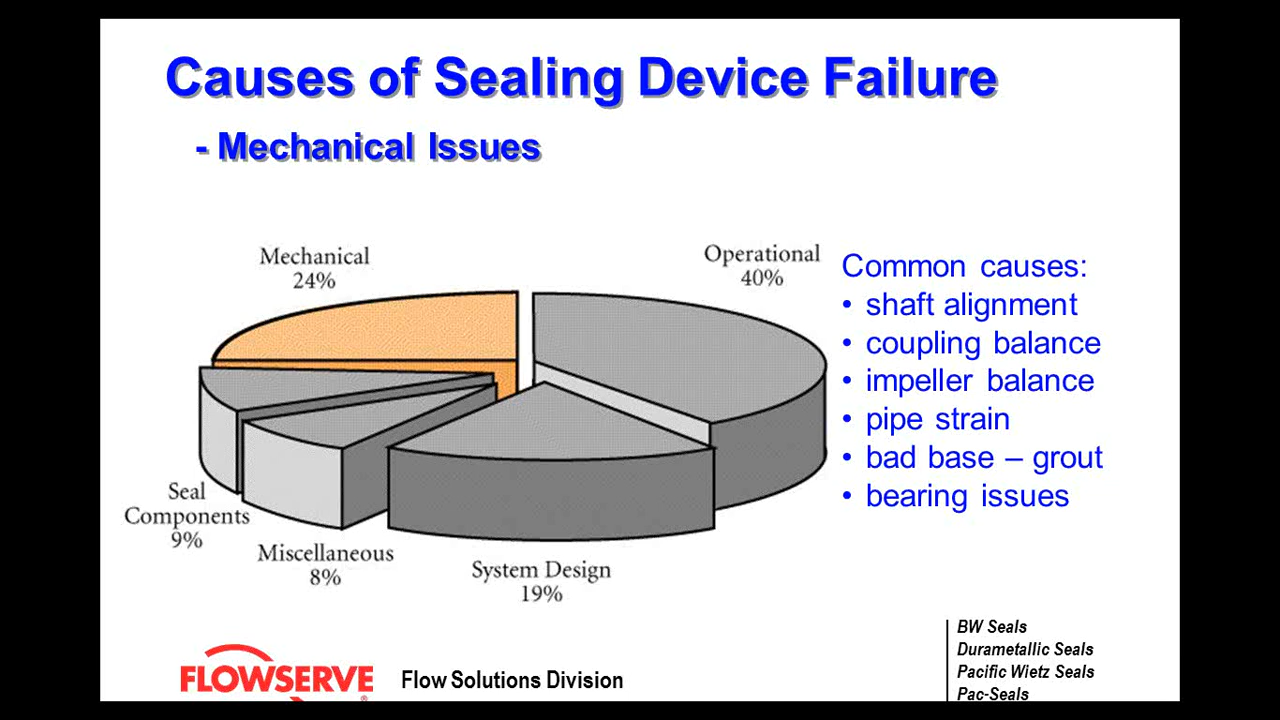 Causes of Sealing Device Failure
- Mechanical Issues
Mechanical
24%
Operational
40%
Common causes:
• shaft alignment
• coupling balance
• impeller balance
• pipe strain
• bad base – grout
• bearing issues
Seal
Components
9%
Miscellaneous
8%
System Design
19%
FLOWSERVE
®
Flow Solutions Division
BW Seals
Durametallic Seals
Pacific Wietz Seals
Pac-Seals